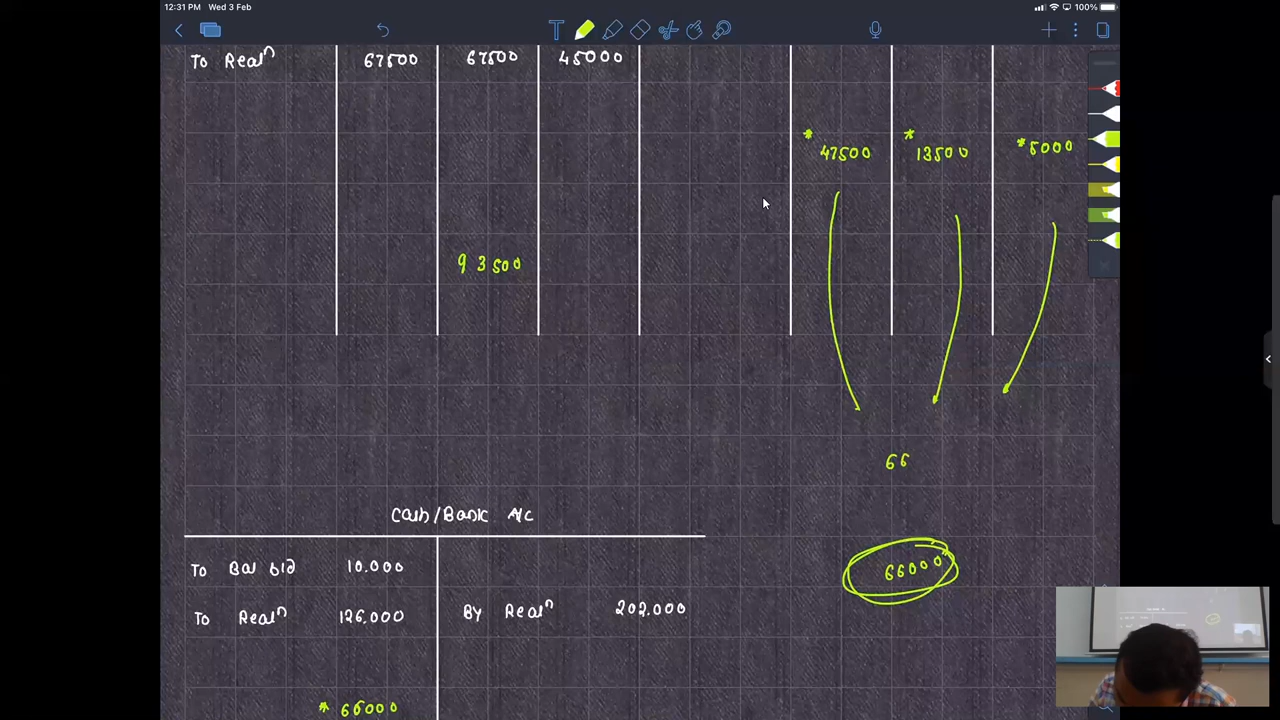 12:31 PM Wed 3 Feb
100%
T
To Realⁿ 67500 67500 45000
* 47500 * 13500 * 5000
93500
66
Cash/Bank A/c
66000
To Bal b/d 10.000
To Realⁿ 126.000 By Realⁿ 202.000
* 66000